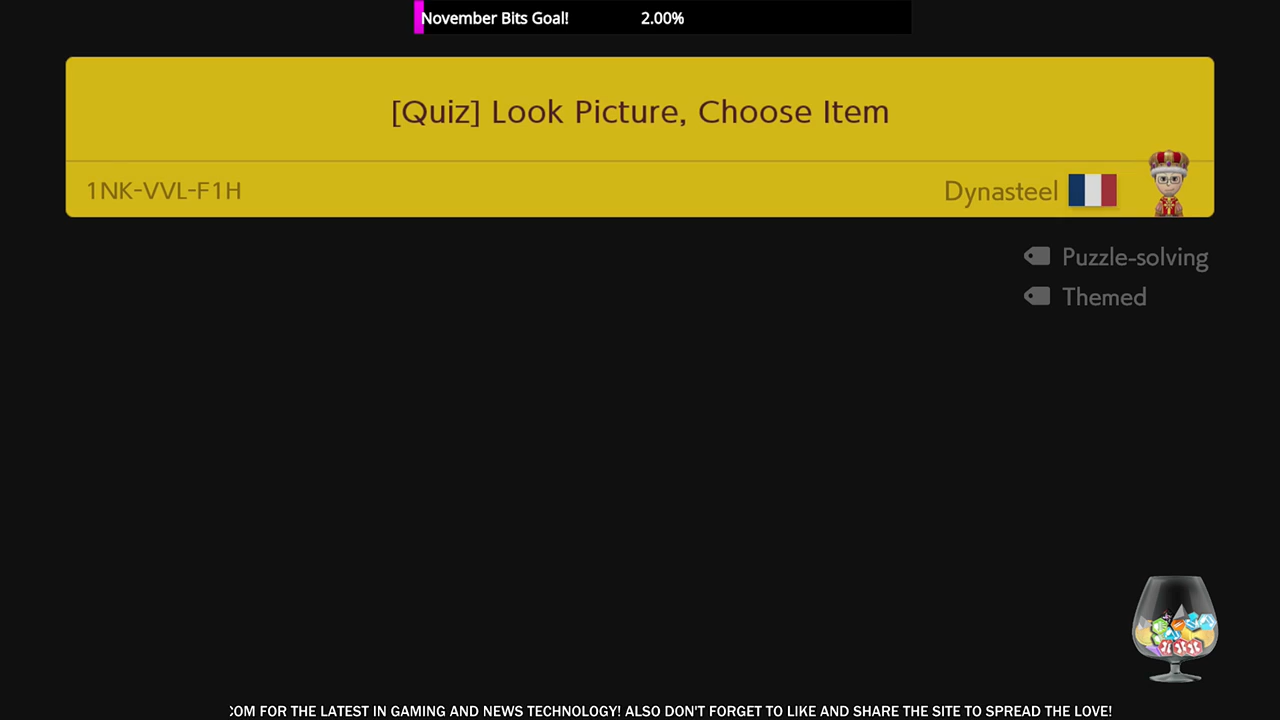 November Bits Goal! 2.00%
[Quiz] Look Picture, Choose Item
1NK-VVL-F1H
Dynasteel
Puzzle-solving
Themed
COM FOR THE LATEST IN GAMING AND NEWS TECHNOLOGY! ALSO DON'T FORGET TO LIKE AND SHARE THE SITE TO SPREAD THE LOVE!